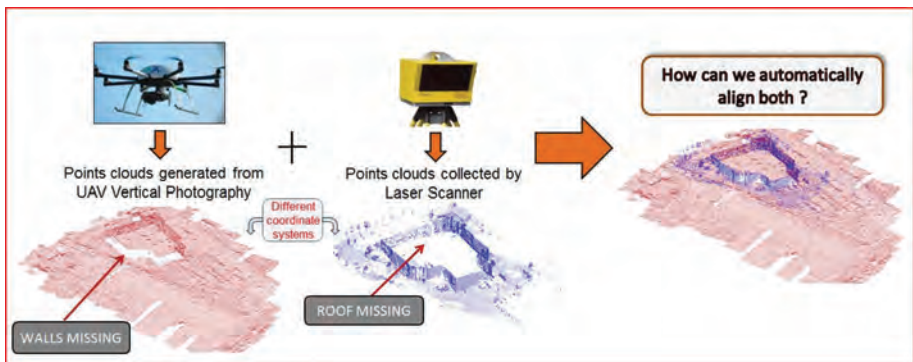 Points clouds generated from
UAV Vertical Photography
+
Points clouds collected by
Laser Scanner
How can we automatically
align both ?
Different
coordinate
systems
WALLS MISSING
ROOF MISSING